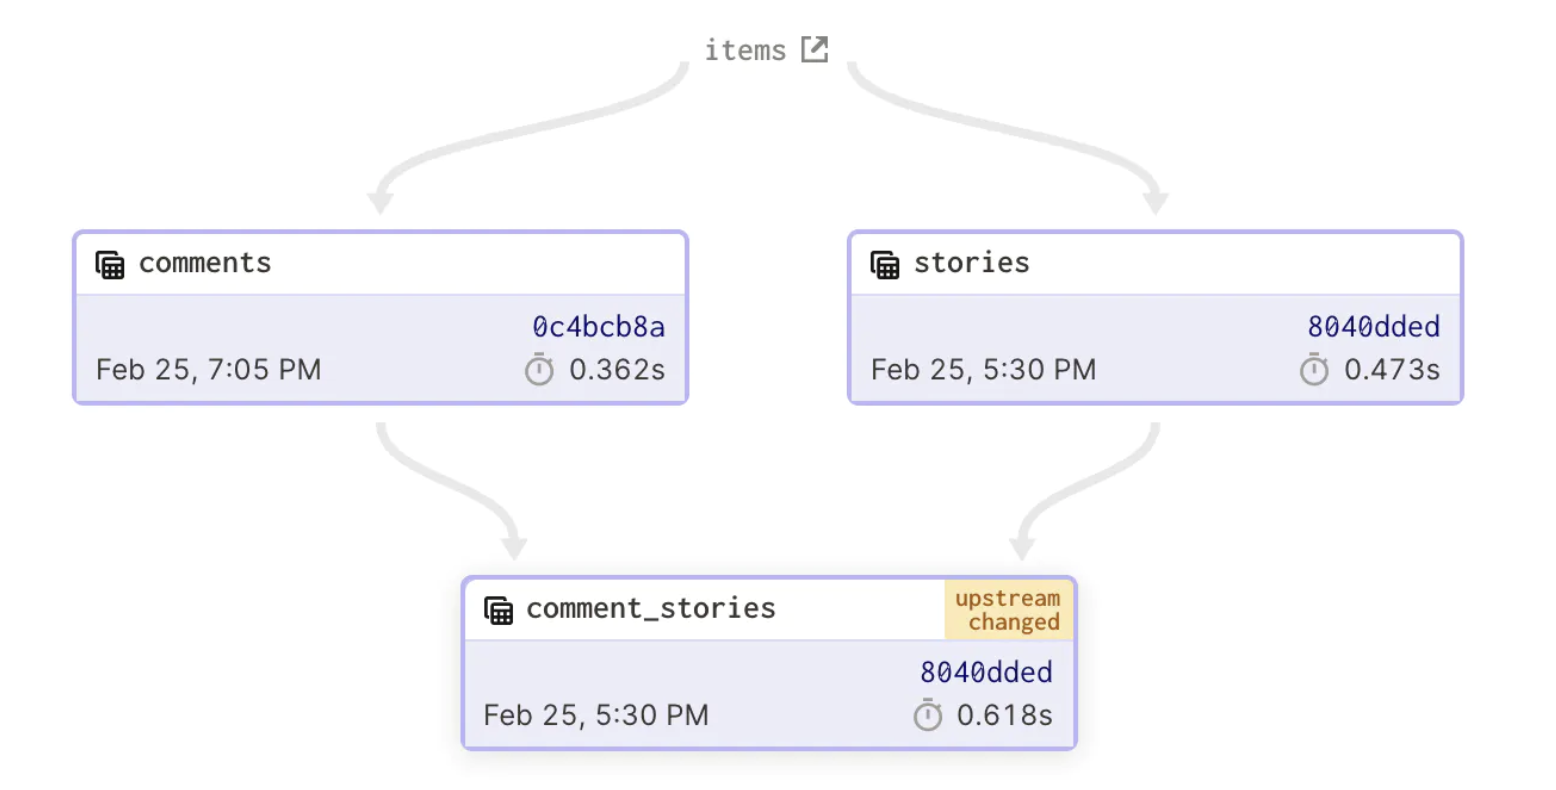 items
comments
0c4bcb8a
Feb 25, 7:05 PM 0.362s
stories
8040dded
Feb 25, 5:30 PM 0.473s
comment_stories
upstream
changed
8040dded
Feb 25, 5:30 PM 0.618s